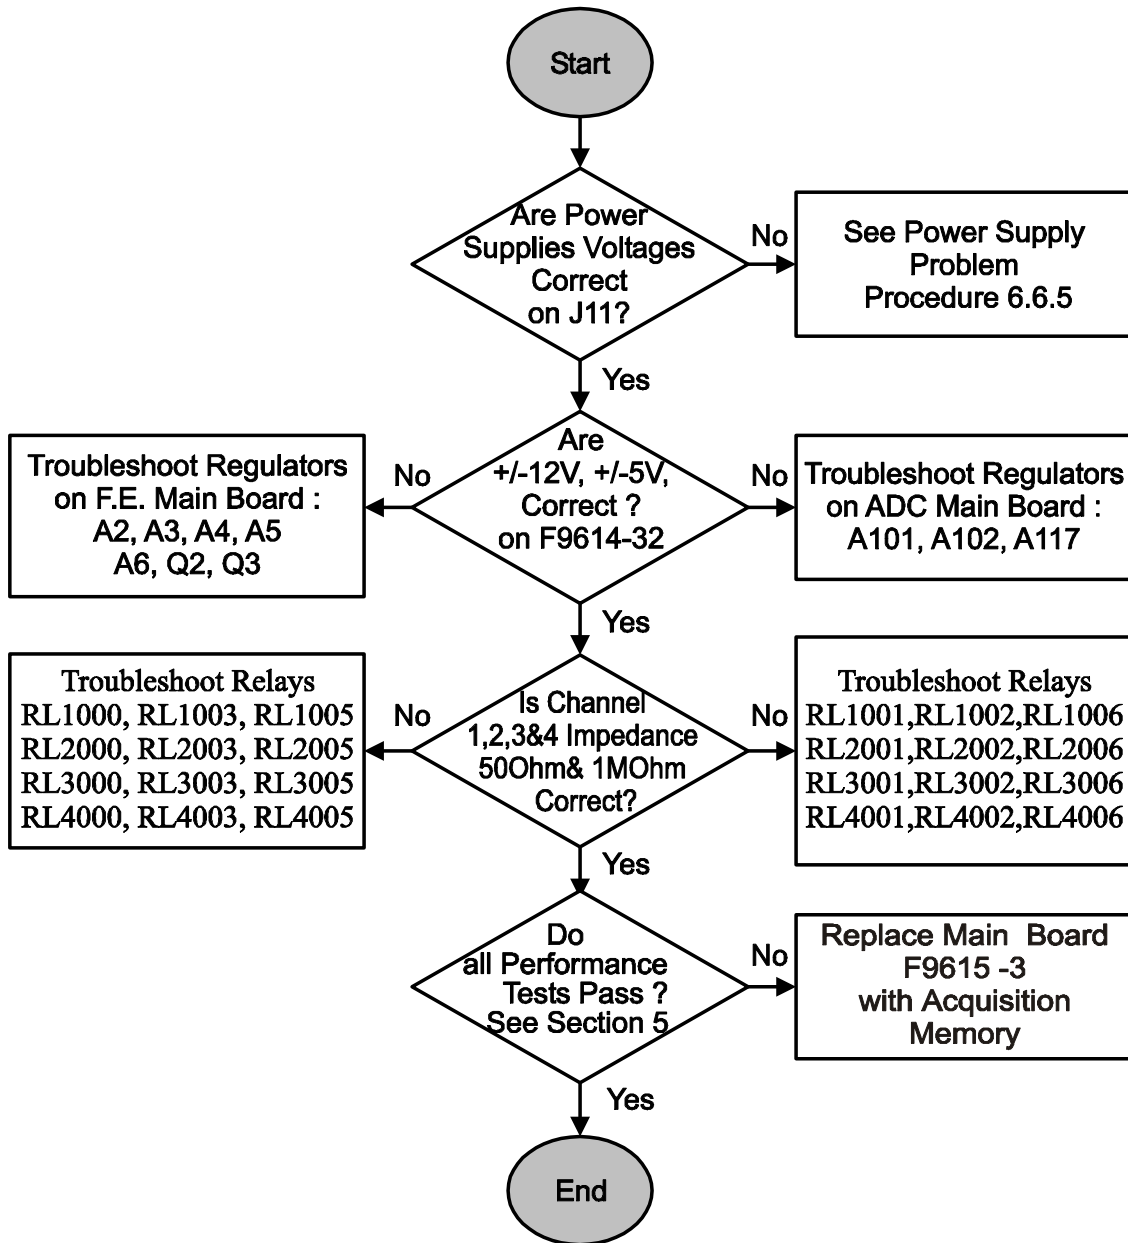 Start
Are Power
Supplies Voltages
Correct
on J11?
No
See Power Supply
Problem
Procedure 6.6.5
Yes
Troubleshoot Regulators
on F.E. Main Board :
A2, A3, A4, A5
A6, Q2, Q3
No
Are
+/-12V, +/-5V,
Correct ?
on F9614-32
No
Troubleshoot Regulators
on ADC Main Board :
A101, A102, A117
Yes
Troubleshoot Relays
RL1000, RL1003, RL1005
RL2000, RL2003, RL2005
RL3000, RL3003, RL3005
RL4000, RL4003, RL4005
No
Is Channel
1,2,3&4 Impedance
50Ohm& 1MOhm
Correct?
No
Troubleshoot Relays
RL1001,RL1002,RL1006
RL2001,RL2002,RL2006
RL3001,RL3002,RL3006
RL4001,RL4002,RL4006
Yes
Do
all Performance
Tests Pass ?
See Section 5
No
Replace Main Board
F9615 -3
with Acquisition
Memory
Yes
End